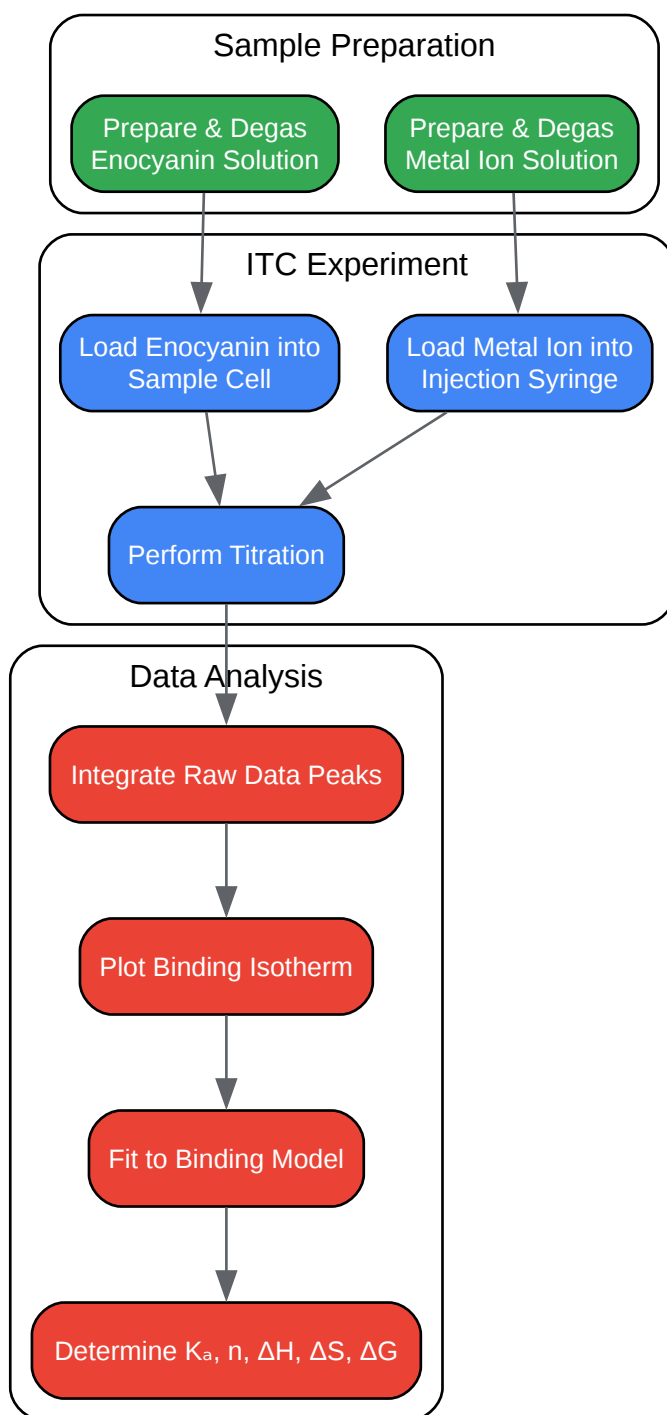 Sample Preparation
Prepare & Degas
Enocyanin Solution
Prepare & Degas
Metal Ion Solution
ITC Experiment
Load Enocyanin into
Sample Cell
Load Metal Ion into
Injection Syringe
Perform Titration
Data Analysis
Integrate Raw Data Peaks
Plot Binding Isotherm
Fit to Binding Model
Determine Kₐ, n, ΔH, ΔS, ΔG